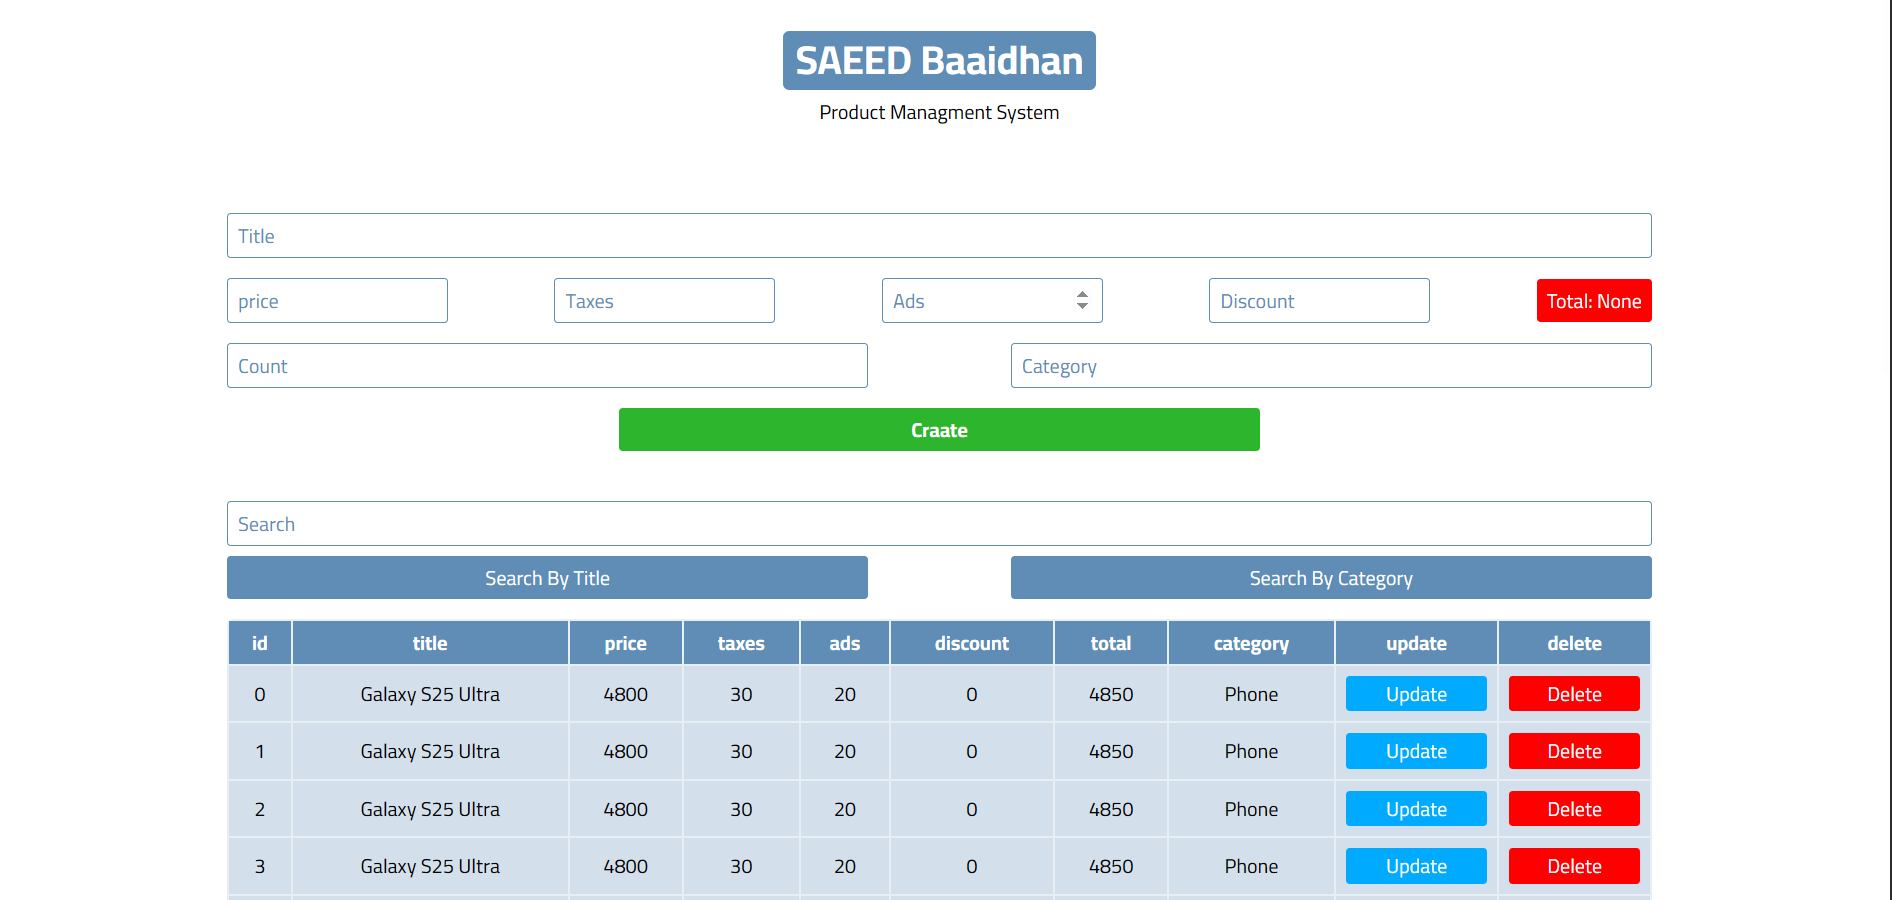 SAEED Baaidhan
Product Managment System
Title
price Taxes Ads Discount Total: None
Count Category
Craate
Search
Search By Title Search By Category
id title price taxes ads discount total category update delete
0 Galaxy S25 Ultra 4800 30 20 0 4850 Phone Update Delete
1 Galaxy S25 Ultra 4800 30 20 0 4850 Phone Update Delete
2 Galaxy S25 Ultra 4800 30 20 0 4850 Phone Update Delete
3 Galaxy S25 Ultra 4800 30 20 0 4850 Phone Update Delete